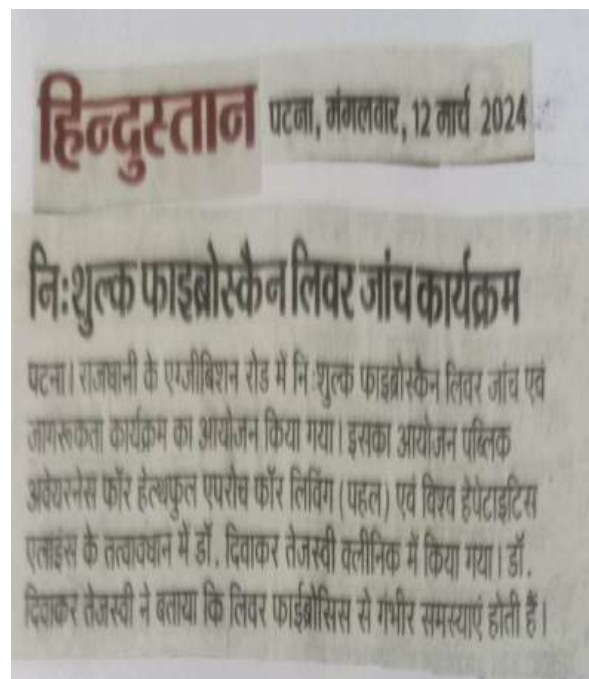 हिन्दुस्तान पटना, मंगलवार, 12 मार्च 2024
निःशुल्क फाइब्रोस्कैन लिवर जांच कार्यक्रम
पटना। राजधानी के एग्जीबिशन रोड में निःशुल्क फाइब्रोस्कैन लिवर जांच एवं
जागरूकता कार्यक्रम का आयोजन किया गया। इसका आयोजन पब्लिक
अवेयरनेस फॉर हेल्थफुल एपरोच फॉर लिविंग (पहल) एवं विश्व हेपेटाइटिस
एलाइंस के तत्वावधान में डॉ. दिवाकर तेजस्वी क्लीनिक में किया गया। डॉ.
दिवाकर तेजस्वी ने बताया कि लिवर फाईब्रोसिस से गंभीर समस्याएं होती हैं।